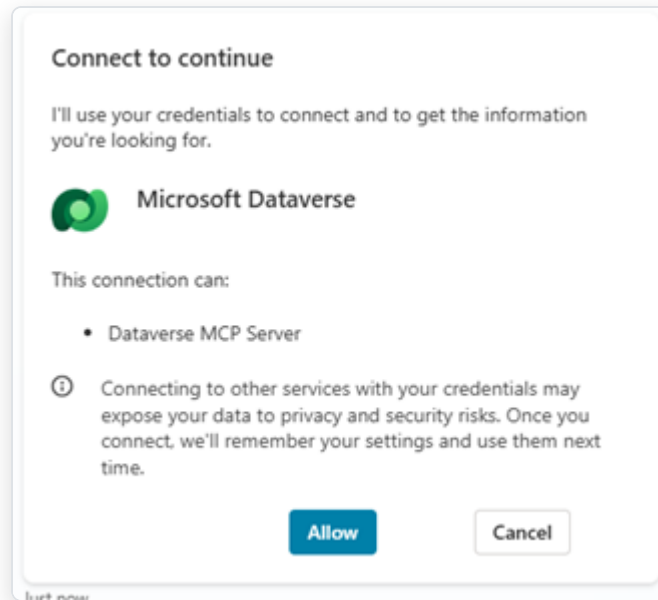 Connect to continue
I'll use your credentials to connect and to get the information
you're looking for.
Microsoft Dataverse
This connection can:
• Dataverse MCP Server
Connecting to other services with your credentials may
expose your data to privacy and security risks. Once you
connect, we'll remember your settings and use them next
time.
Allow Cancel
Just now